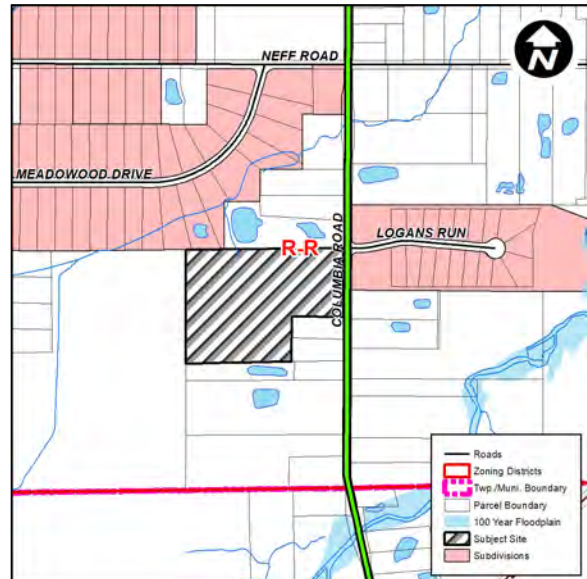 NEFF ROAD
N
MEADOWOOD DRIVE
R-R
COLUMBIA ROAD
LOGANS RUN
Roads
Zoning Districts
Twp./Muni. Boundary
Parcel Boundary
100 Year Floodplain
Subject Site
Subdivisions